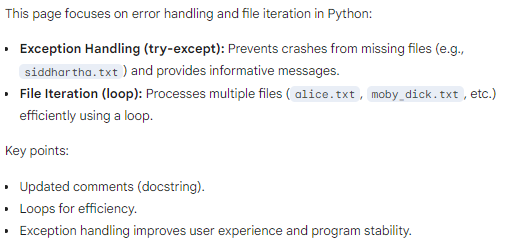 This page focuses on error handling and file iteration in Python:
• Exception Handling (try-except): Prevents crashes from missing files (e.g.,
siddhartha.txt ) and provides informative messages.
• File Iteration (loop): Processes multiple files ( alice.txt , moby_dick.txt , etc.)
efficiently using a loop.
Key points:
• Updated comments (docstring).
• Loops for efficiency.
• Exception handling improves user experience and program stability.